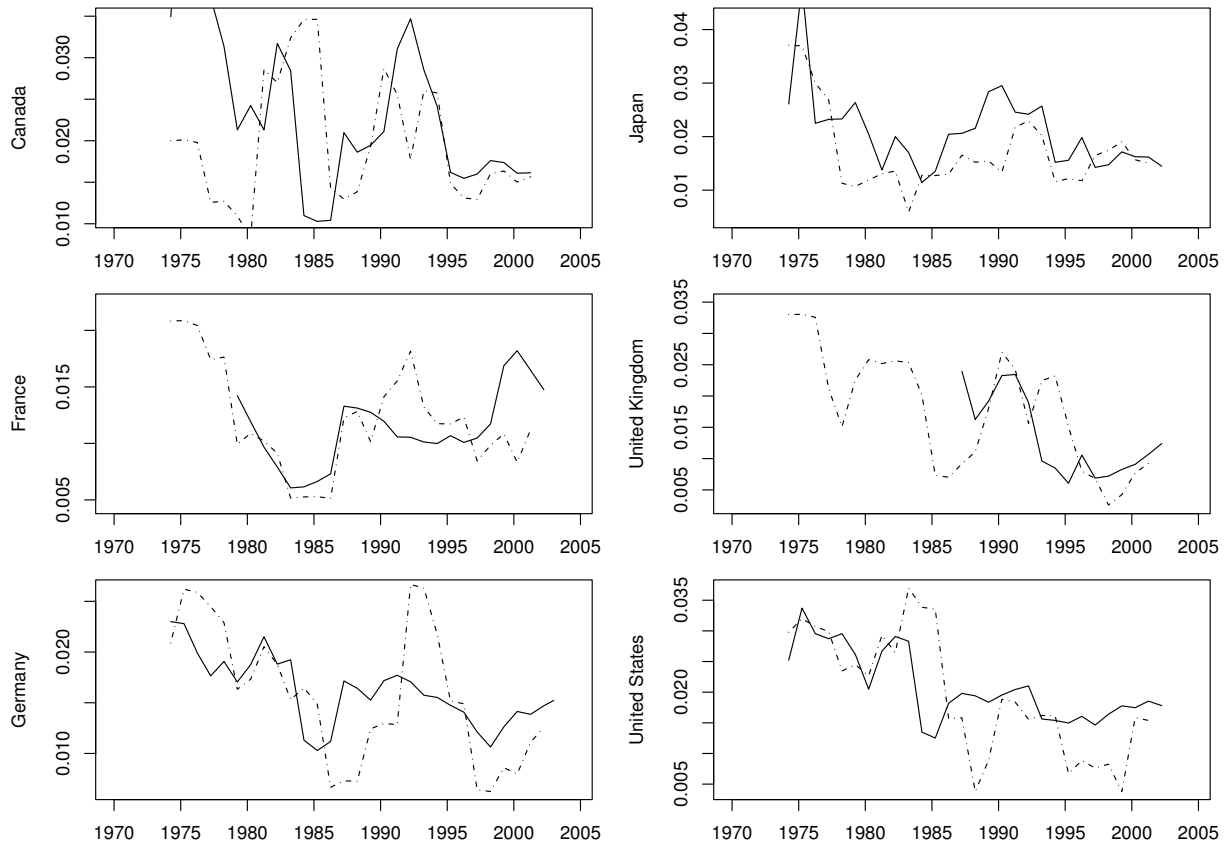 Canada
0.010 0.020 0.030
1970 1975 1980 1985 1990 1995 2000 2005
Japan
0.01 0.02 0.03 0.04
1970 1975 1980 1985 1990 1995 2000 2005
France
0.005 0.015
1970 1975 1980 1985 1990 1995 2000 2005
United Kingdom
0.005 0.015 0.025 0.035
1970 1975 1980 1985 1990 1995 2000 2005
Germany
0.010 0.020
1970 1975 1980 1985 1990 1995 2000 2005
United States
0.005 0.020 0.035
1970 1975 1980 1985 1990 1995 2000 2005